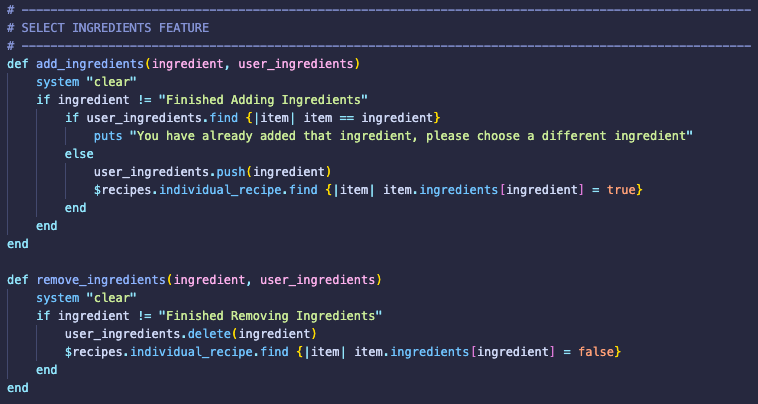 # -----------------------------------------------------------------------------------------------------
# SELECT INGREDIENTS FEATURE
# -----------------------------------------------------------------------------------------------------
def add_ingredients(ingredient, user_ingredients)
    system "clear"
    if ingredient != "Finished Adding Ingredients"
        if user_ingredients.find {|item| item == ingredient}
            puts "You have already added that ingredient, please choose a different ingredient"
        else
            user_ingredients.push(ingredient)
            $recipes.individual_recipe.find {|item| item.ingredients[ingredient] = true}
        end
    end
end

def remove_ingredients(ingredient, user_ingredients)
    system "clear"
    if ingredient != "Finished Removing Ingredients"
        user_ingredients.delete(ingredient)
        $recipes.individual_recipe.find {|item| item.ingredients[ingredient] = false}
    end
end